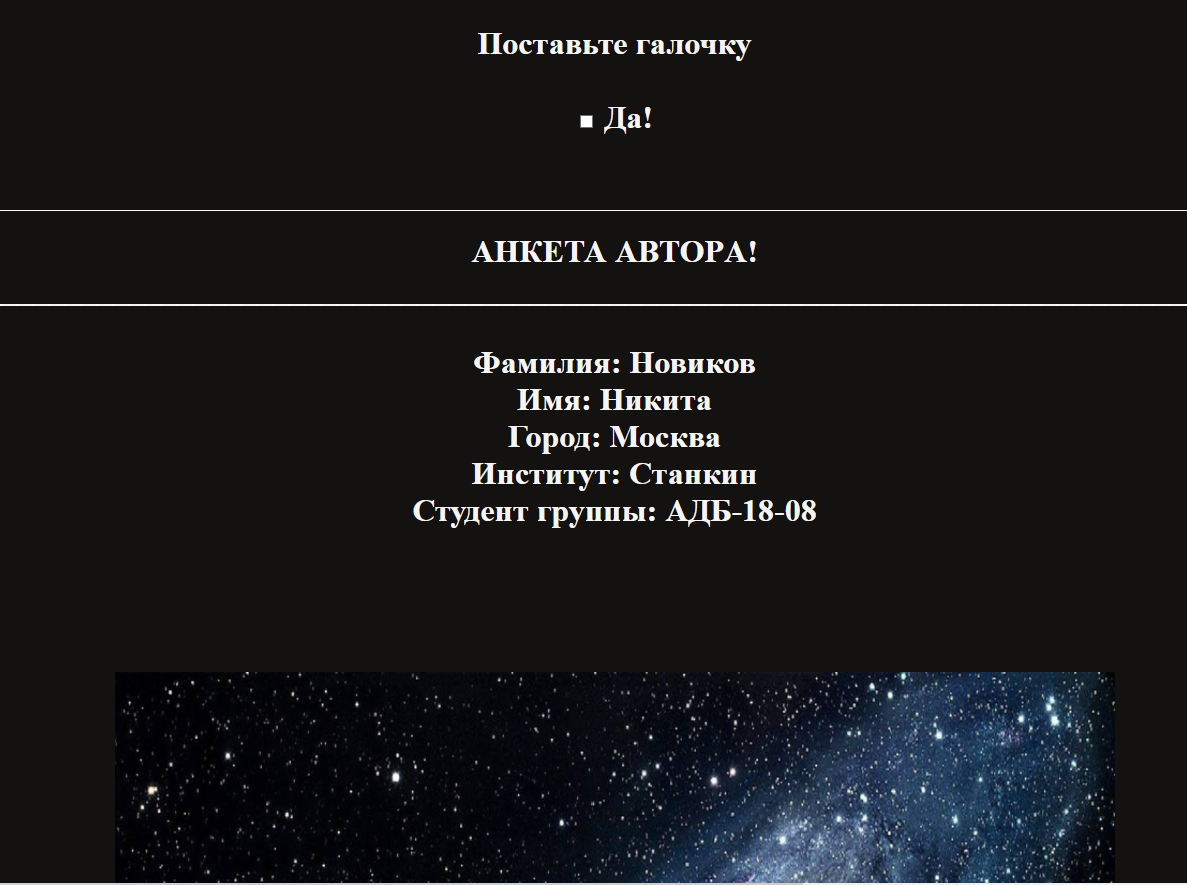 Поставьте галочку
Да!
АНКЕТА АВТОРА!
Фамилия: Новиков
Имя: Никита
Город: Москва
Институт: Станкин
Студент группы: АДБ-18-08